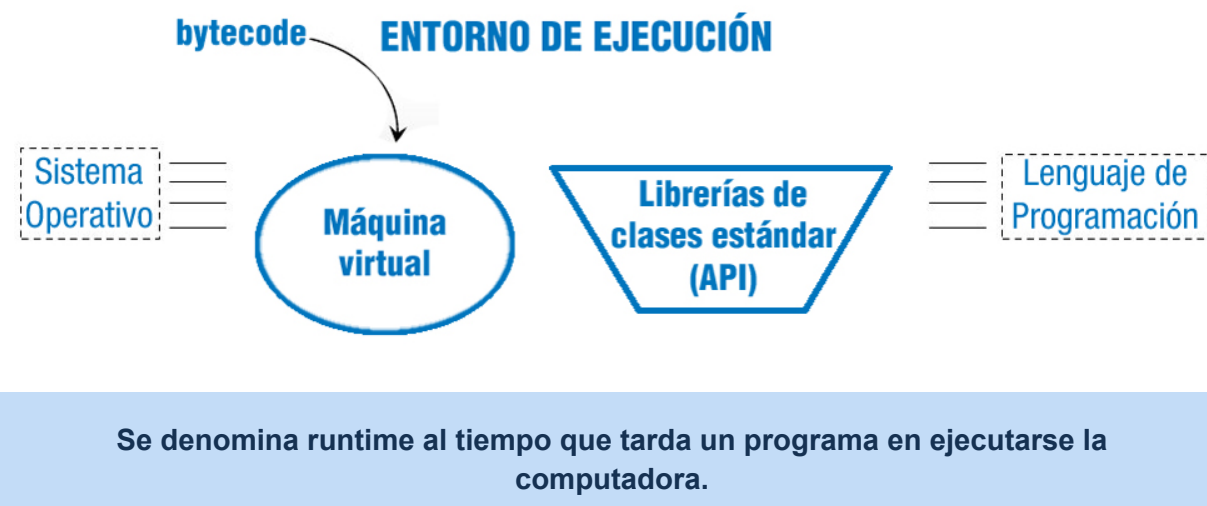 bytecode
ENTORNO DE EJECUCIÓN
Sistema
Operativo
Máquina
virtual
Librerías de
clases estándar
(API)
Lenguaje de
Programación
Se denomina runtime al tiempo que tarda un programa en ejecutarse la
computadora.